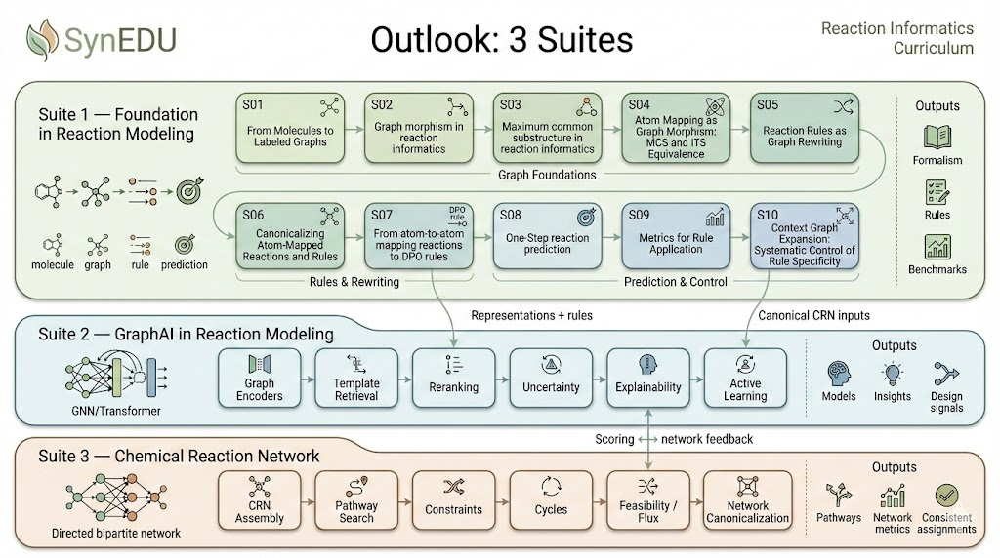 SynEDU
Outlook: 3 Suites
Reaction Informatics
Curriculum
Suite 1 — Foundation
in Reaction Modeling
molecule
graph
rule
prediction
S01
From Molecules to
Labeled Graphs
S02
Graph morphism in
reaction
informatics
S03
Maximum common
substructure in
reaction informatics
S04
Atom Mapping as
Graph Morphism:
MCS and ITS
Equivalence
S05
Reaction Rules as
Graph Rewriting
Graph Foundations
S06
Canonicalizing
Atom-Mapped
Reactions and Rules
S07
DPO
rule
From atom-to-atom
mapping reactions
to DPO rules
S08
One-Step reaction
prediction
S09
Metrics for Rule
Application
S10
Context Graph
Expansion:
Systematic Control of
Rule Specificity
Rules & Rewriting
Prediction & Control
Outputs
Formalism
Rules
Benchmarks
Representations + rules
Canonical CRN inputs
Suite 2 — GraphAI in Reaction Modeling
GNN/Transformer
Graph
Encoders
Template
Retrieval
Reranking
Uncertainty
Explainability
Active
Learning
Outputs
Models
Insights
Design
signals
Scoring
network feedback
Suite 3 — Chemical Reaction Network
Directed bipartite network
CRN
Assembly
Pathway
Search
Constraints
Cycles
Feasibility /
Flux
Network
Canonicalization
Outputs
Pathways
Network
metrics
Consistent
assignments